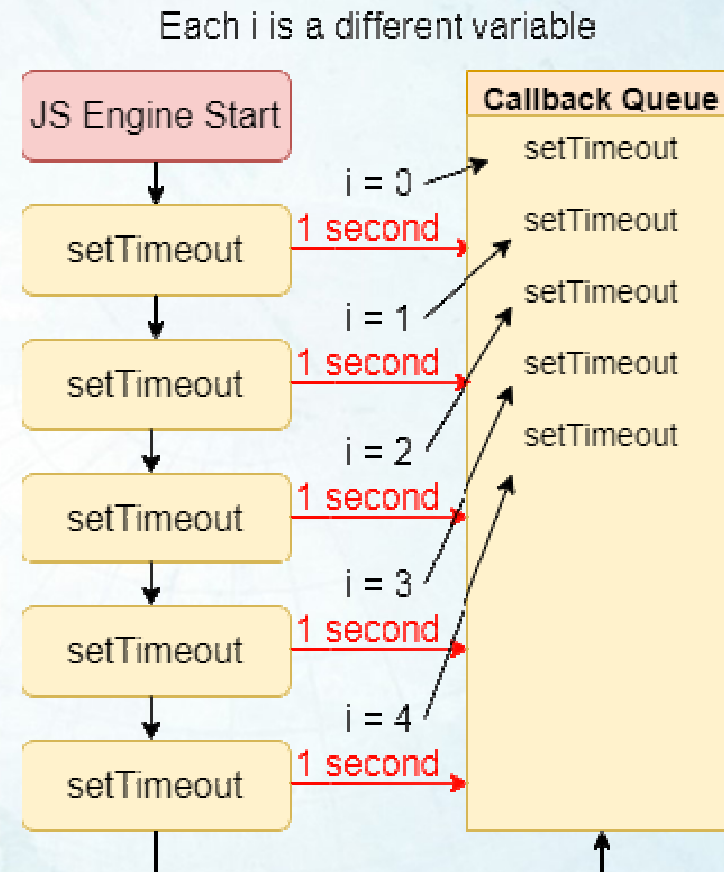 Each i is a different variable
JS Engine Start
Callback Queue
setTimeout
i = 0
setTimeout
1 second
setTimeout
i = 1
setTimeout
1 second
setTimeout
i = 2
setTimeout
1 second
setTimeout
i = 3
setTimeout
1 second
setTimeout
i = 4
setTimeout
1 second